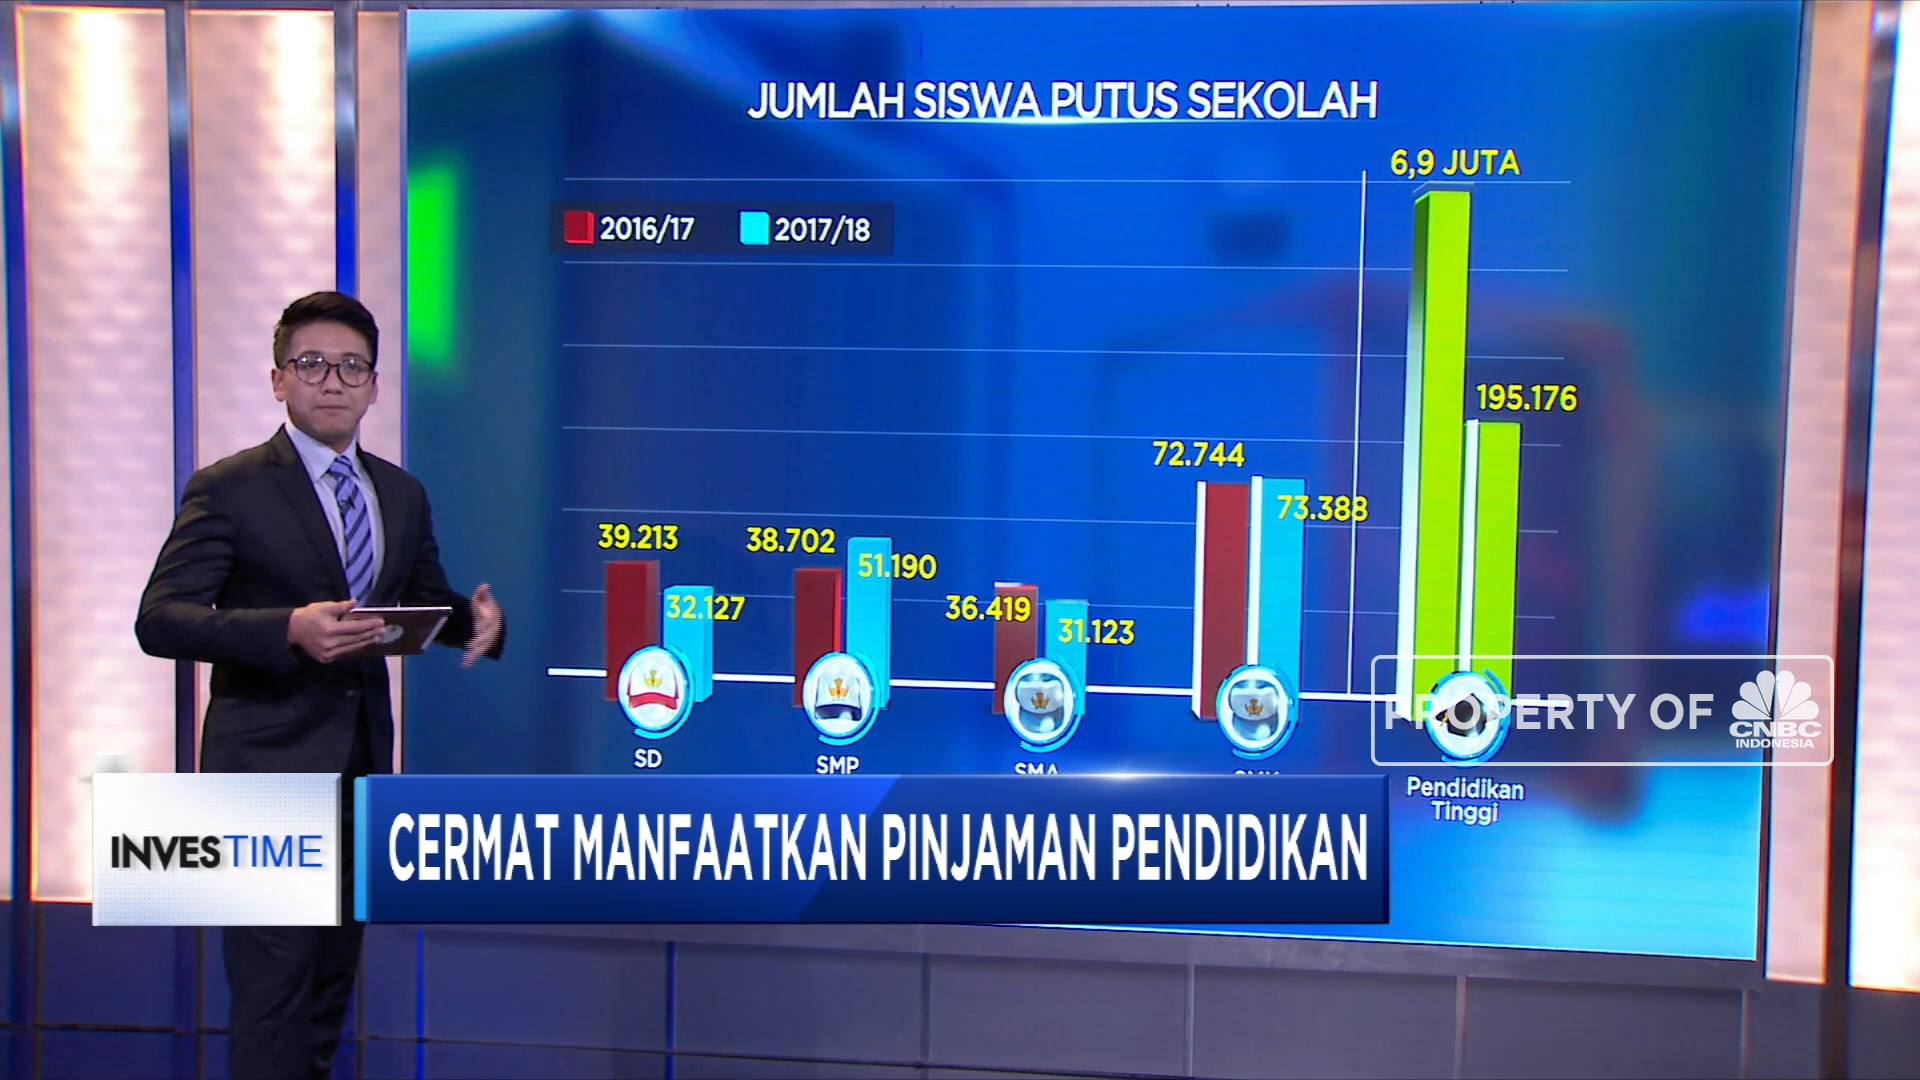 JUMLAH SISWA PUTUS SEKOLAH
6,9 JUTA
2016/17
2017/18
195.176
72.744
73.388
39.213
38.702
51.190
32.127
36.419
31.123
PROPERTY OF CNBC INDONESIA
SD
SMP
SMA
Pendidikan
Tinggi
INVESTIME
CERMAT MANFAATKAN PINJAMAN PENDIDIKAN